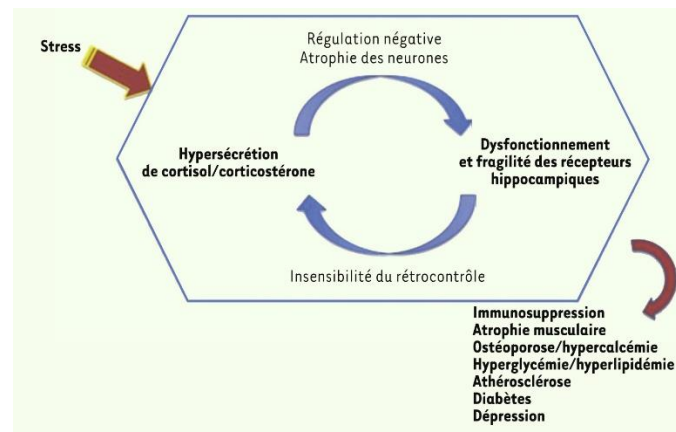 Stress
Régulation négative
Atrophie des neurones
Hypersécrétion
de cortisol/corticostérone
Dysfonctionnement
et fragilité des récepteurs
hippocampiques
Insensibilité du rétrocontrôle
Immunosuppression
Atrophie musculaire
Ostéoporose/hypercalcémie
Hyperglycémie/hyperlipidémie
Athérosclérose
Diabètes
Dépression